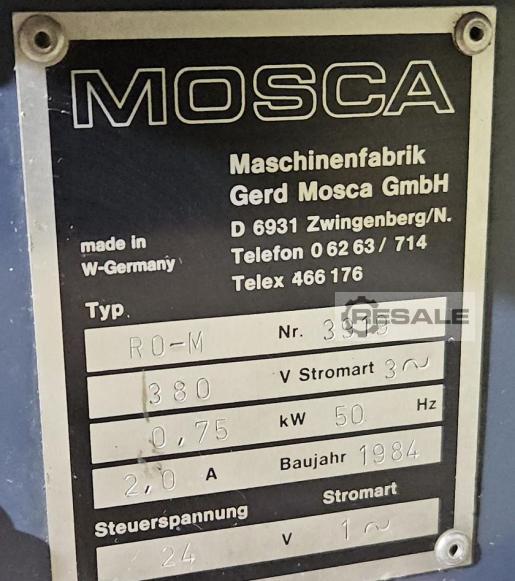 MOSCA
Maschinenfabrik
Gerd Mosca GmbH
D 6931 Zwingenberg/N.
Telefon 0 62 63 / 714
Telex 466 176
made in
W-Germany
Typ
RO-M Nr.
RESALE
380 V Stromart 3~
0,75 kW 50 Hz
2,0 A Baujahr 1984
Steuerspannung Stromart
24 V 1~